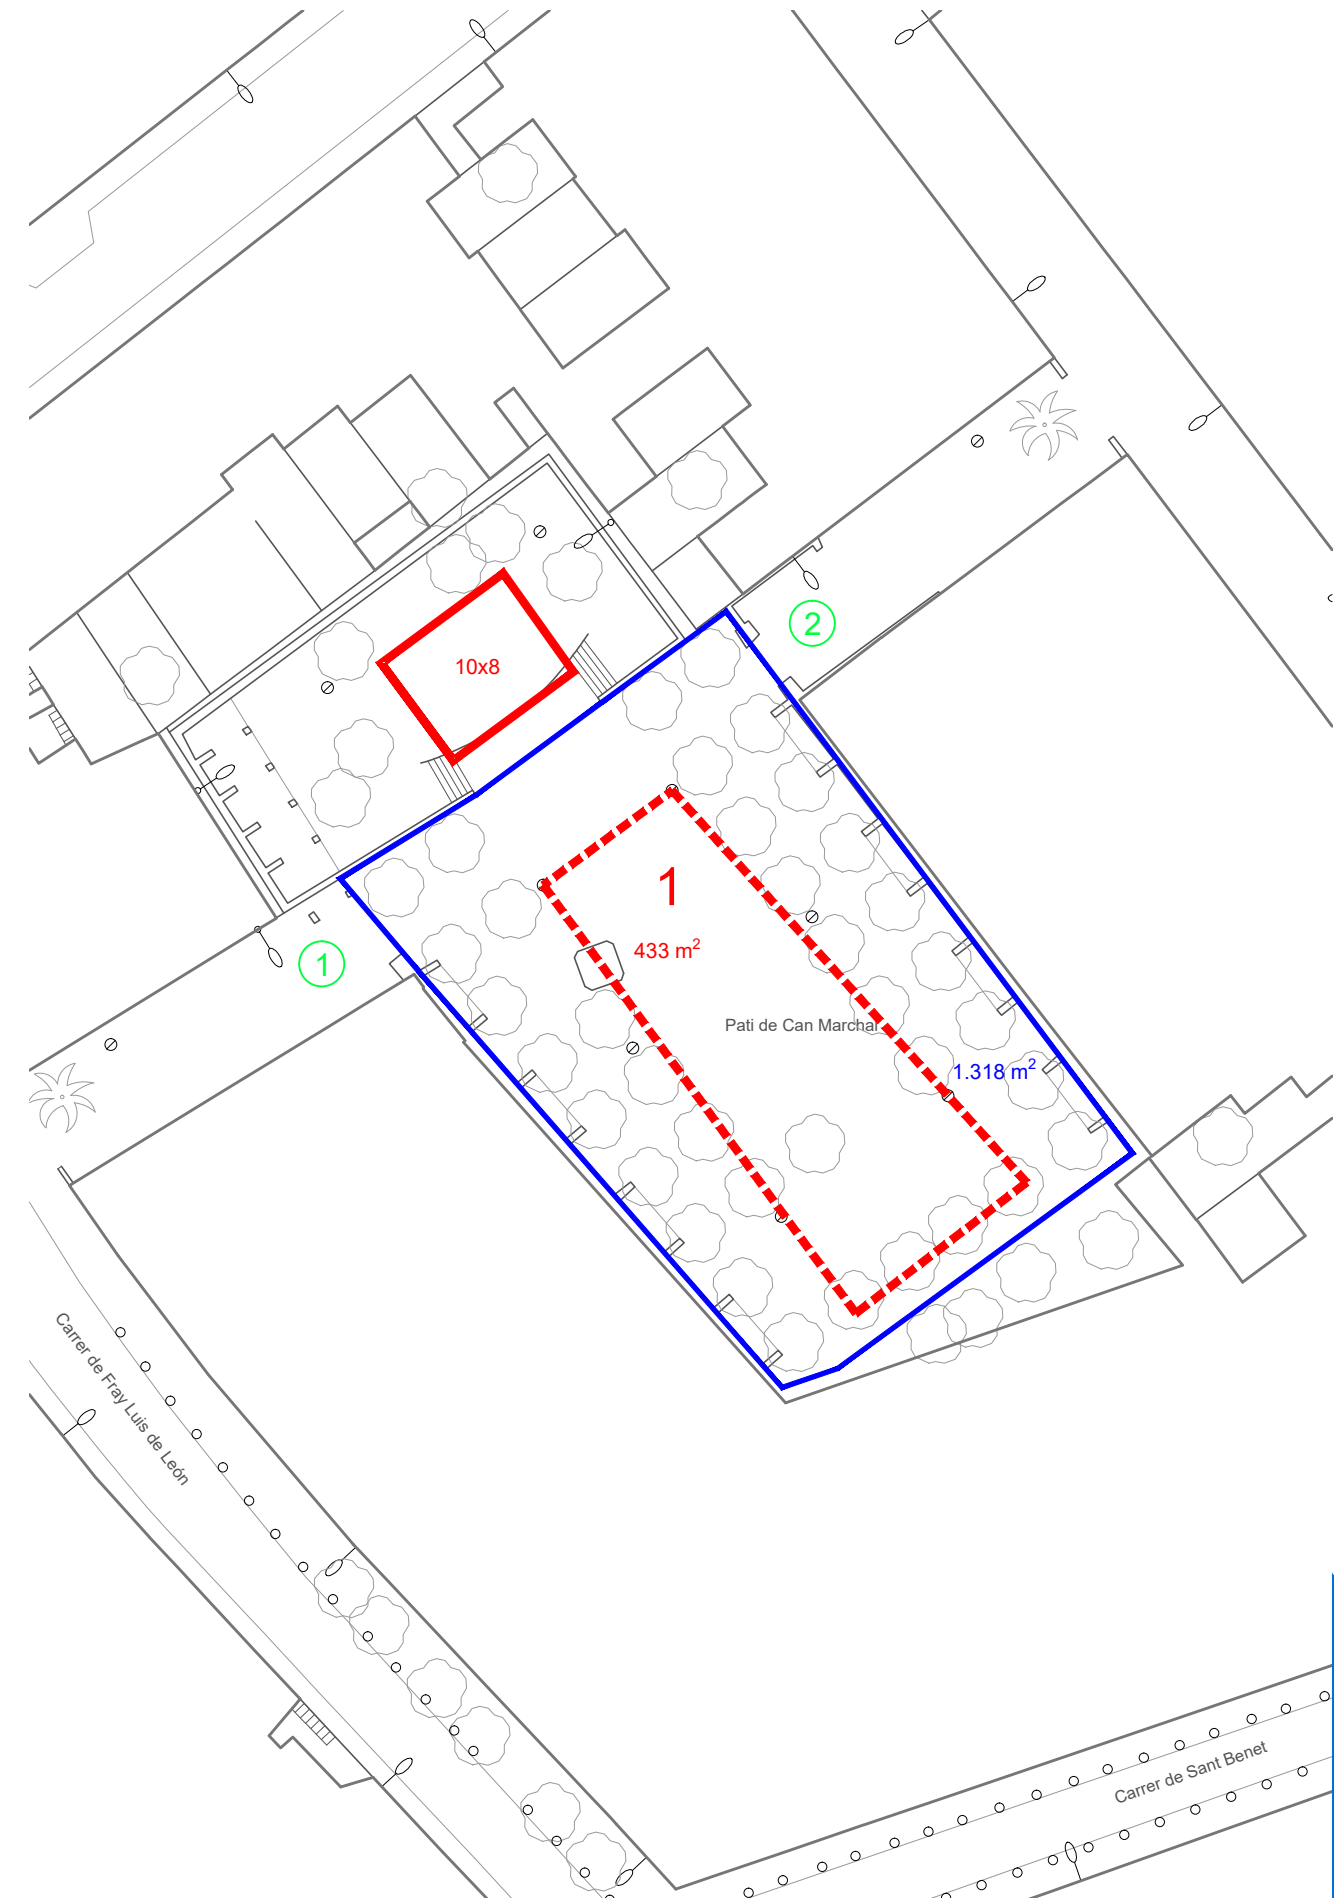 2
10x8
1
433 m²
1
Pati de Can Marchal
1.318 m²
Carrer de Fray Luis de León
Carrer de Sant Benet